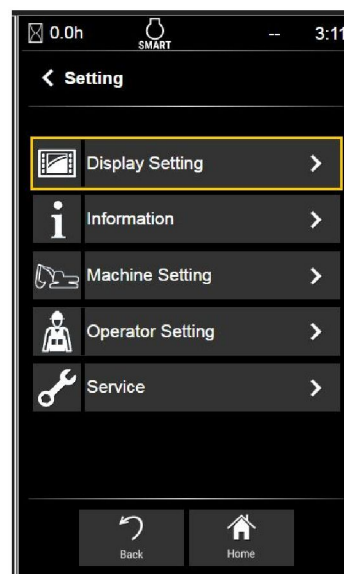 0.0h
SMART
--
3:11
Setting
Display Setting
Information
Machine Setting
Operator Setting
Service
Back
Home